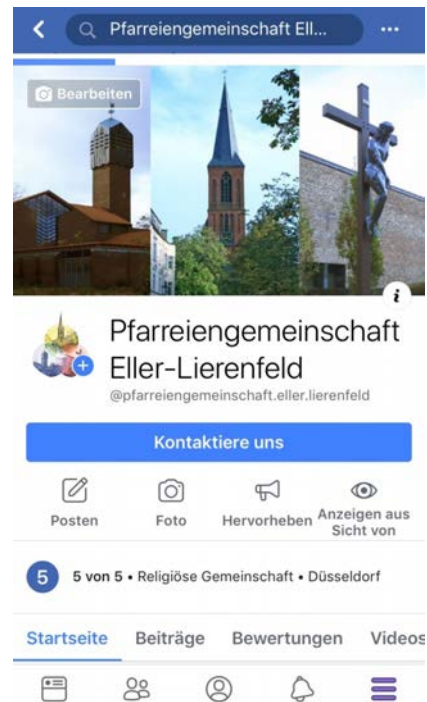 Pfarreiengemeinschaft Ell...
Bearbeiten
Pfarreiengemeinschaft
Eller-Lierenfeld
@pfarreiengemeinschaft.eller.lierenfeld
Kontaktiere uns
Posten
Foto
Hervorheben
Anzeigen aus
Sicht von
5
5 von 5 • Religiöse Gemeinschaft • Düsseldorf
Startseite Beiträge Bewertungen Videos